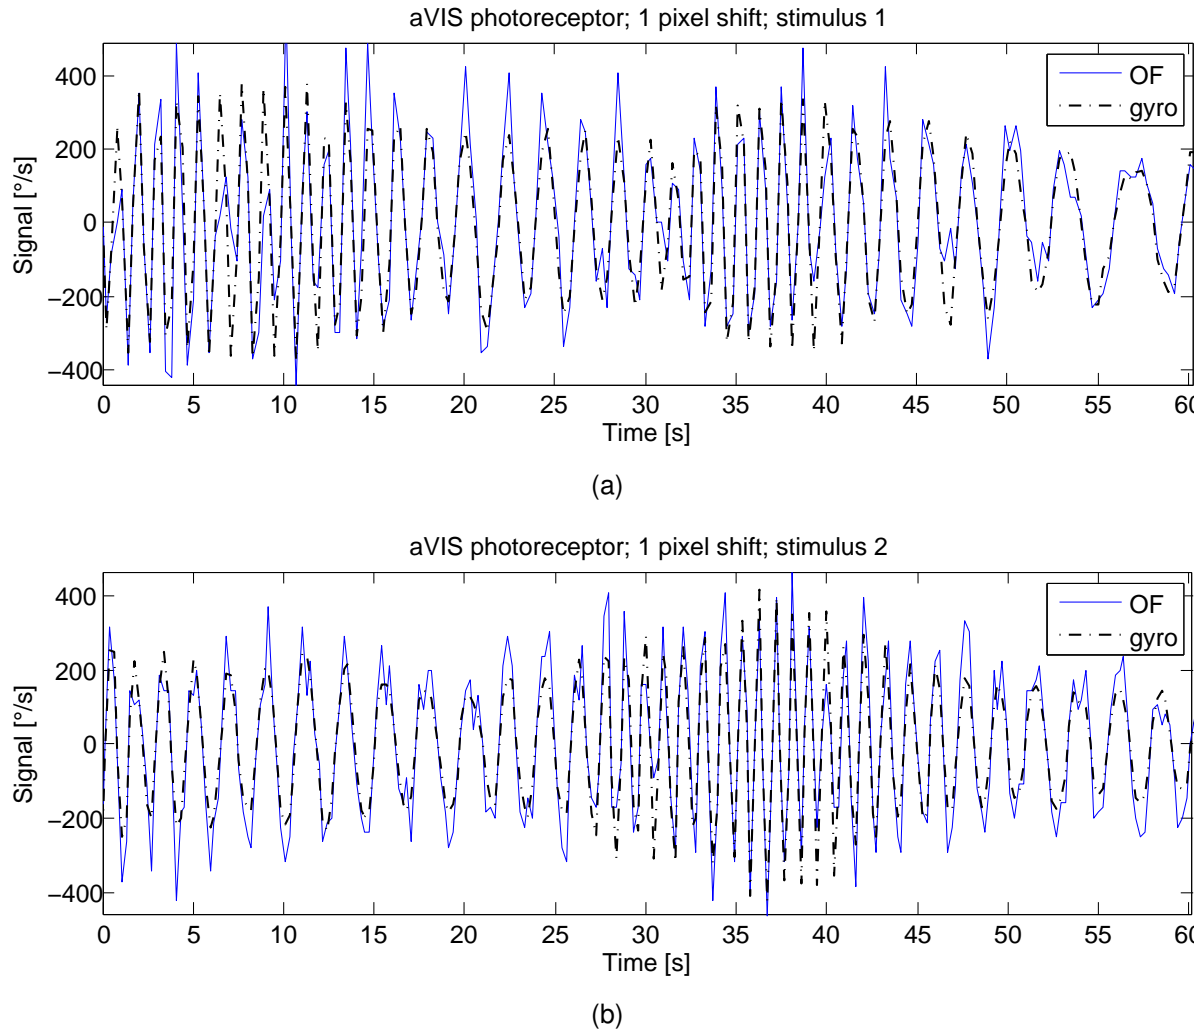 aVIS photoreceptor; 1 pixel shift; stimulus 1
Signal [°/s]
400
200
0
−200
−400
OF
gyro
0 5 10 15 20 25 30 35 40 45 50 55 60
Time [s]
(a)
aVIS photoreceptor; 1 pixel shift; stimulus 2
Signal [°/s]
400
200
0
−200
−400
OF
gyro
0 5 10 15 20 25 30 35 40 45 50 55 60
Time [s]
(b)